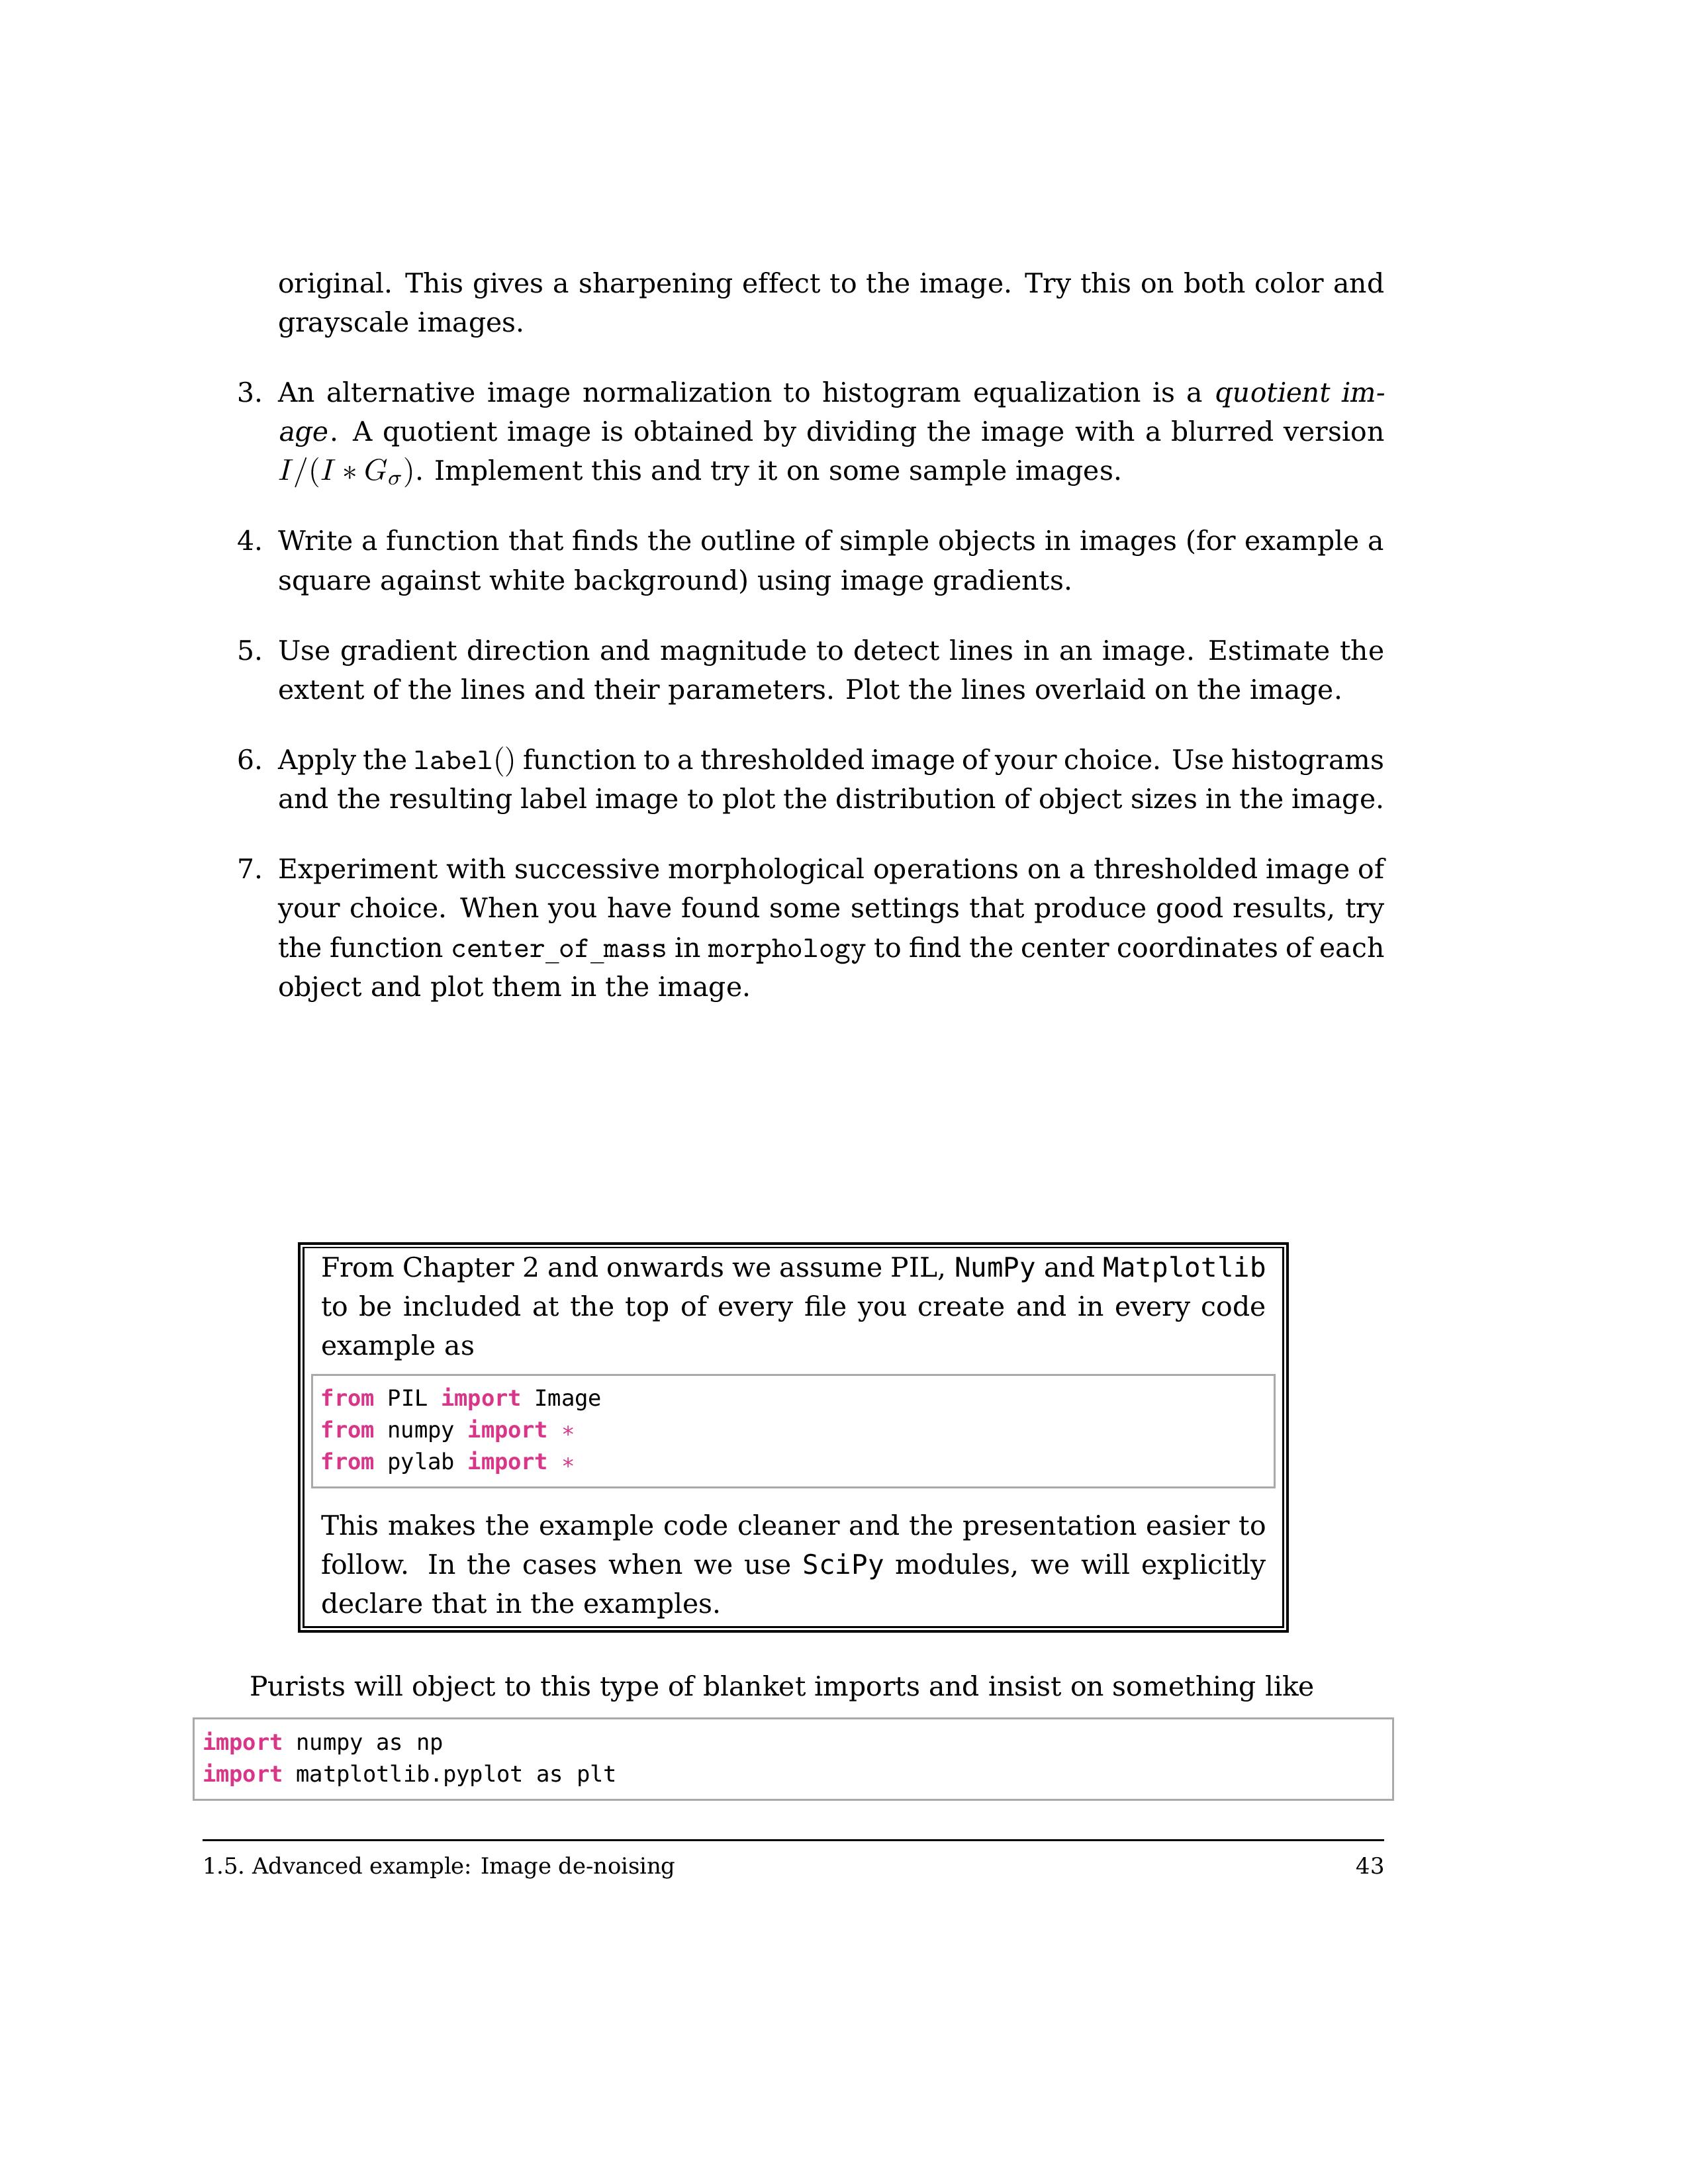 original. This gives a sharpening effect to the image. Try this on both color and
grayscale images.
3. An alternative image normalization to histogram equalization is a quotient im-
age. A quotient image is obtained by dividing the image with a blurred version
I/(I ∗ Gσ). Implement this and try it on some sample images.
4. Write a function that finds the outline of simple objects in images (for example a
square against white background) using image gradients.
5. Use gradient direction and magnitude to detect lines in an image. Estimate the
extent of the lines and their parameters. Plot the lines overlaid on the image.
6. Apply the label() function to a thresholded image of your choice. Use histograms
and the resulting label image to plot the distribution of object sizes in the image.
7. Experiment with successive morphological operations on a thresholded image of
your choice. When you have found some settings that produce good results, try
the function center_of_mass in morphology to find the center coordinates of each
object and plot them in the image.
From Chapter 2 and onwards we assume PIL, NumPy and Matplotlib
to be included at the top of every file you create and in every code
example as
from PIL import Image
from numpy import *
from pylab import *
This makes the example code cleaner and the presentation easier to
follow. In the cases when we use SciPy modules, we will explicitly
declare that in the examples.
Purists will object to this type of blanket imports and insist on something like
import numpy as np
import matplotlib.pyplot as plt
1.5. Advanced example: Image de-noising 43